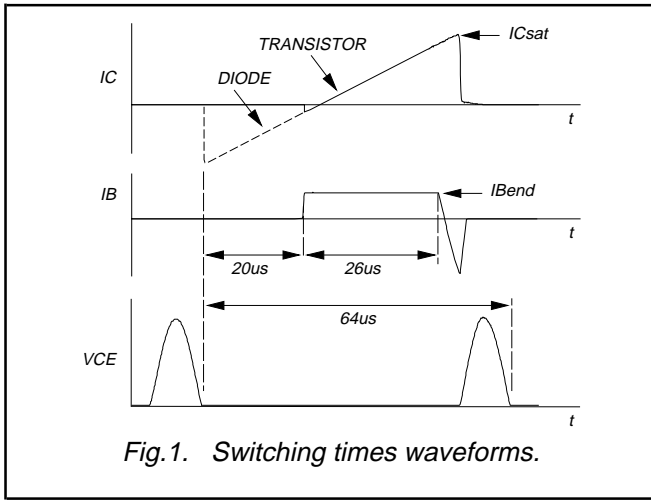 ICsat
TRANSISTOR
IC
DIODE
t
IB
IBend
t
20us
26us
64us
VCE
t
Fig.1. Switching times waveforms.